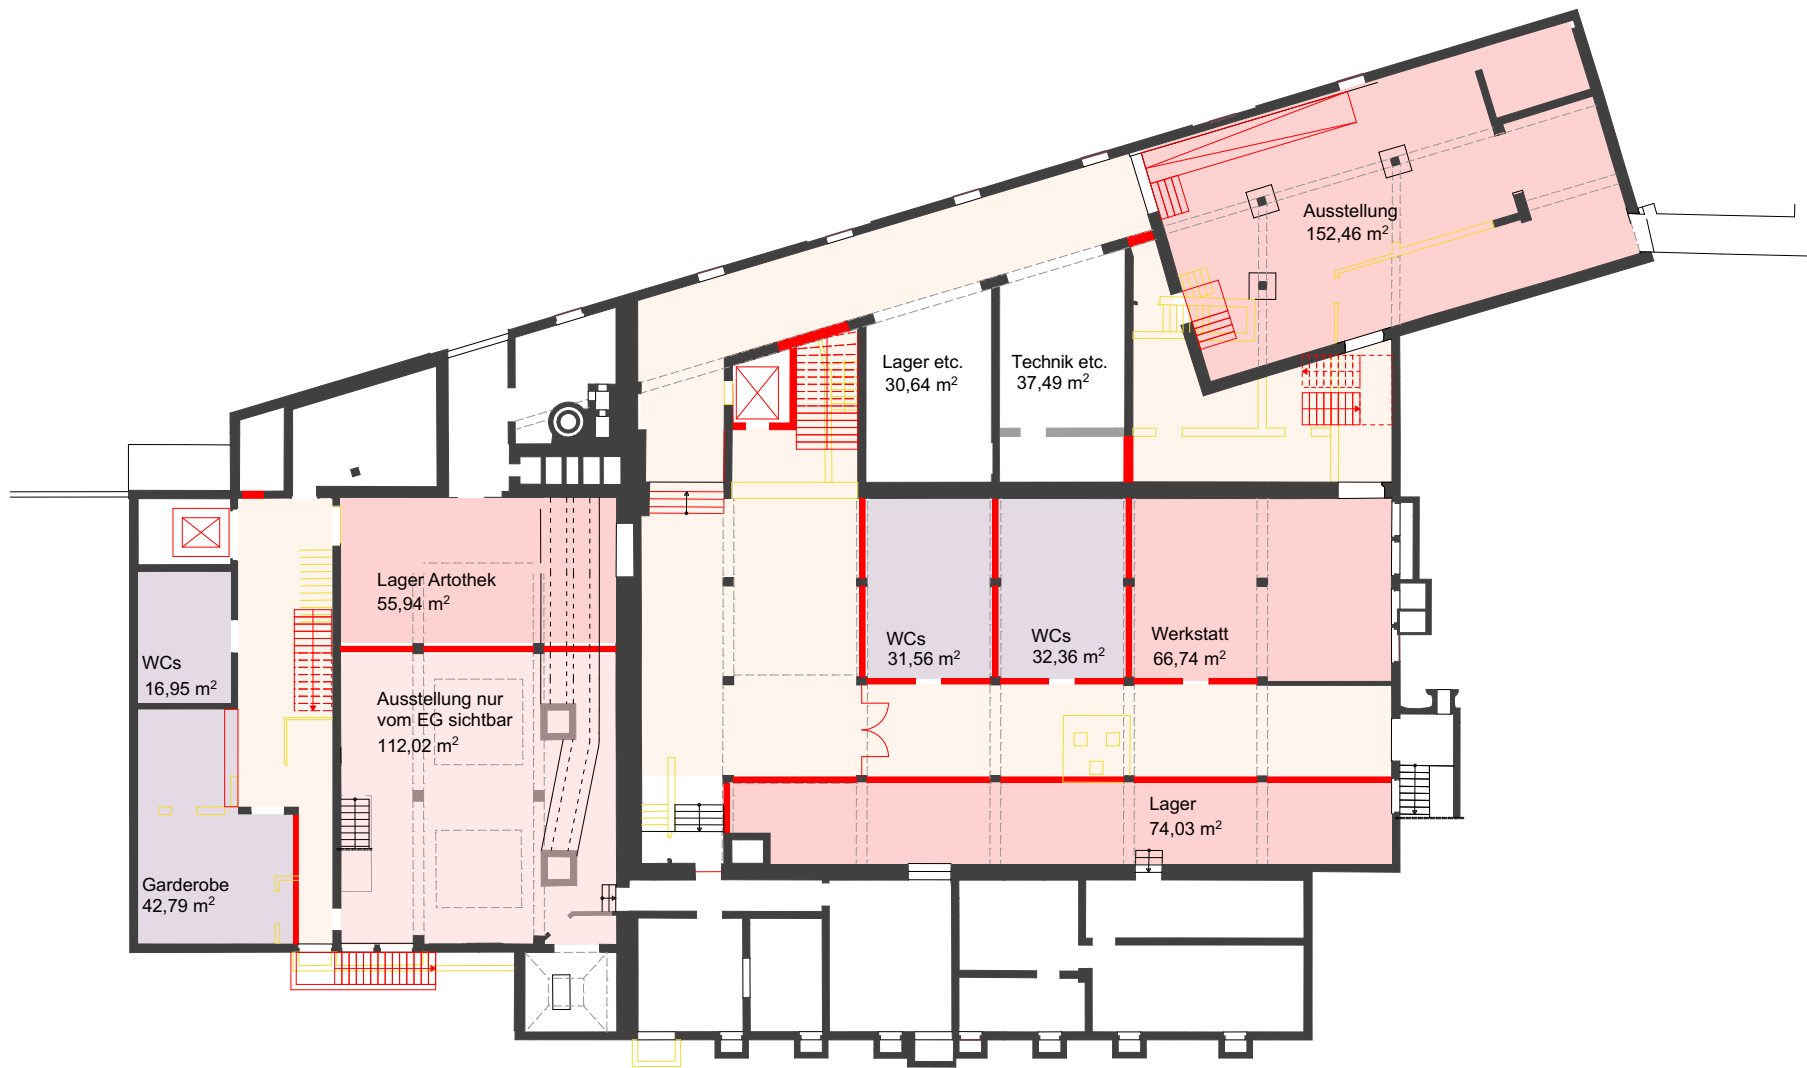 Ausstellung
152,46 m²
Lager etc.
30,64 m²
Technik etc.
37,49 m²
Lager Artothek
55,94 m²
WCs
31,56 m²
WCs
32,36 m²
Werkstatt
66,74 m²
WCs
16,95 m²
Ausstellung nur
vom EG sichtbar
112,02 m²
Lager
74,03 m²
Garderobe
42,79 m²